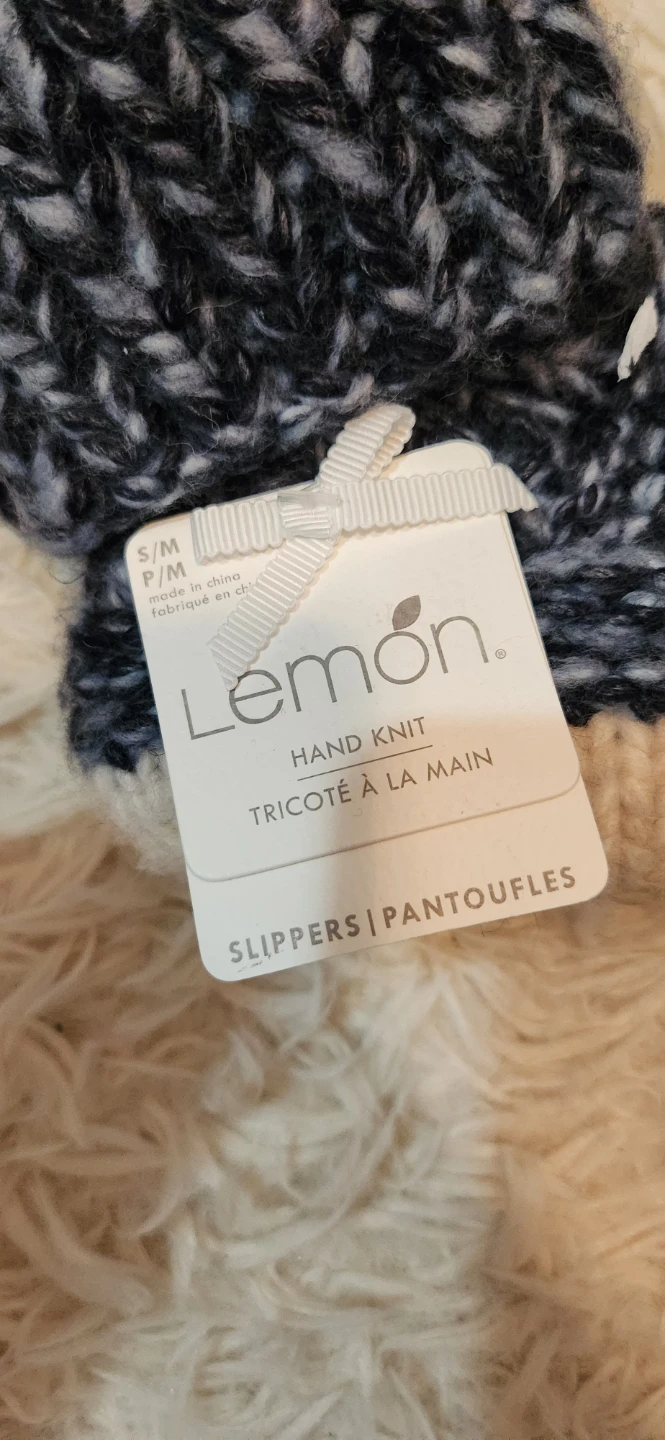 S/M
P/M
made in china
fabriqué en
Lemon®
HAND KNIT
TRICOTÉ À LA MAIN
SLIPPERS | PANTOUFLES